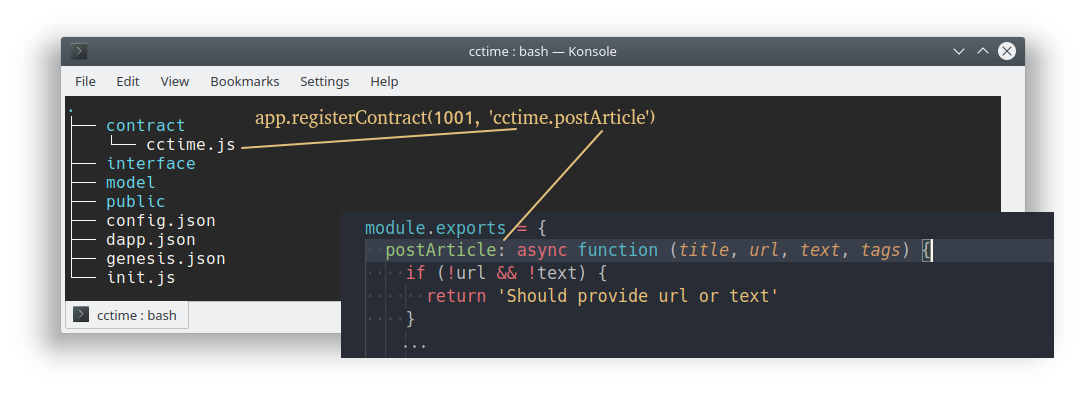 cctime : bash — Konsole
File Edit View Bookmarks Settings Help
.
app.registerContract(1001, 'cctime.postArticle')
contract
cctime.js
interface
model
public
config.json
dapp.json
genesis.json
init.js
cctime : bash
module.exports = {
postArticle: async function (title, url, text, tags) {
if (!url && !text) {
return 'Should provide url or text'
}
...